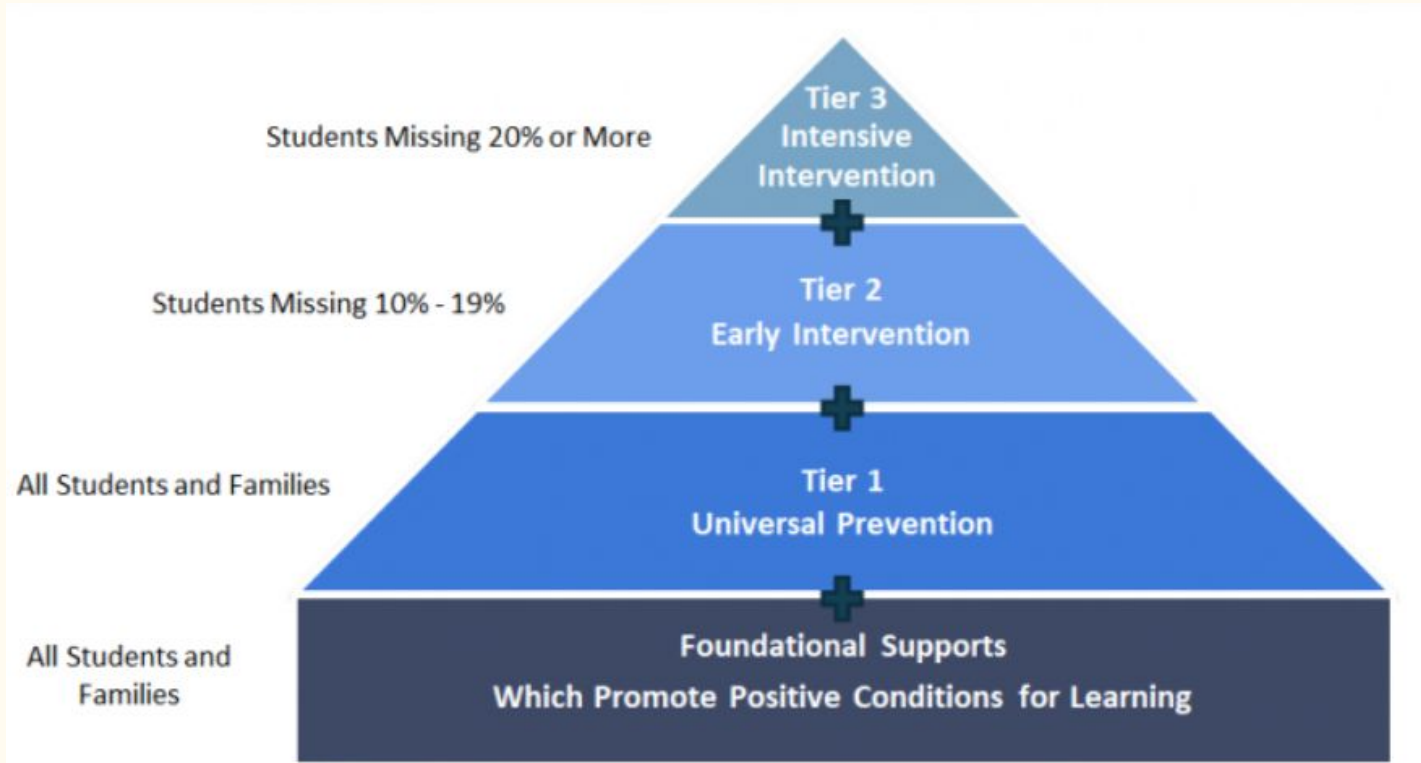 Students Missing 20% or More
Tier 3
Intensive
Intervention
Students Missing 10% - 19%
Tier 2
Early Intervention
All Students and Families
Tier 1
Universal Prevention
All Students and
Families
Foundational Supports
Which Promote Positive Conditions for Learning